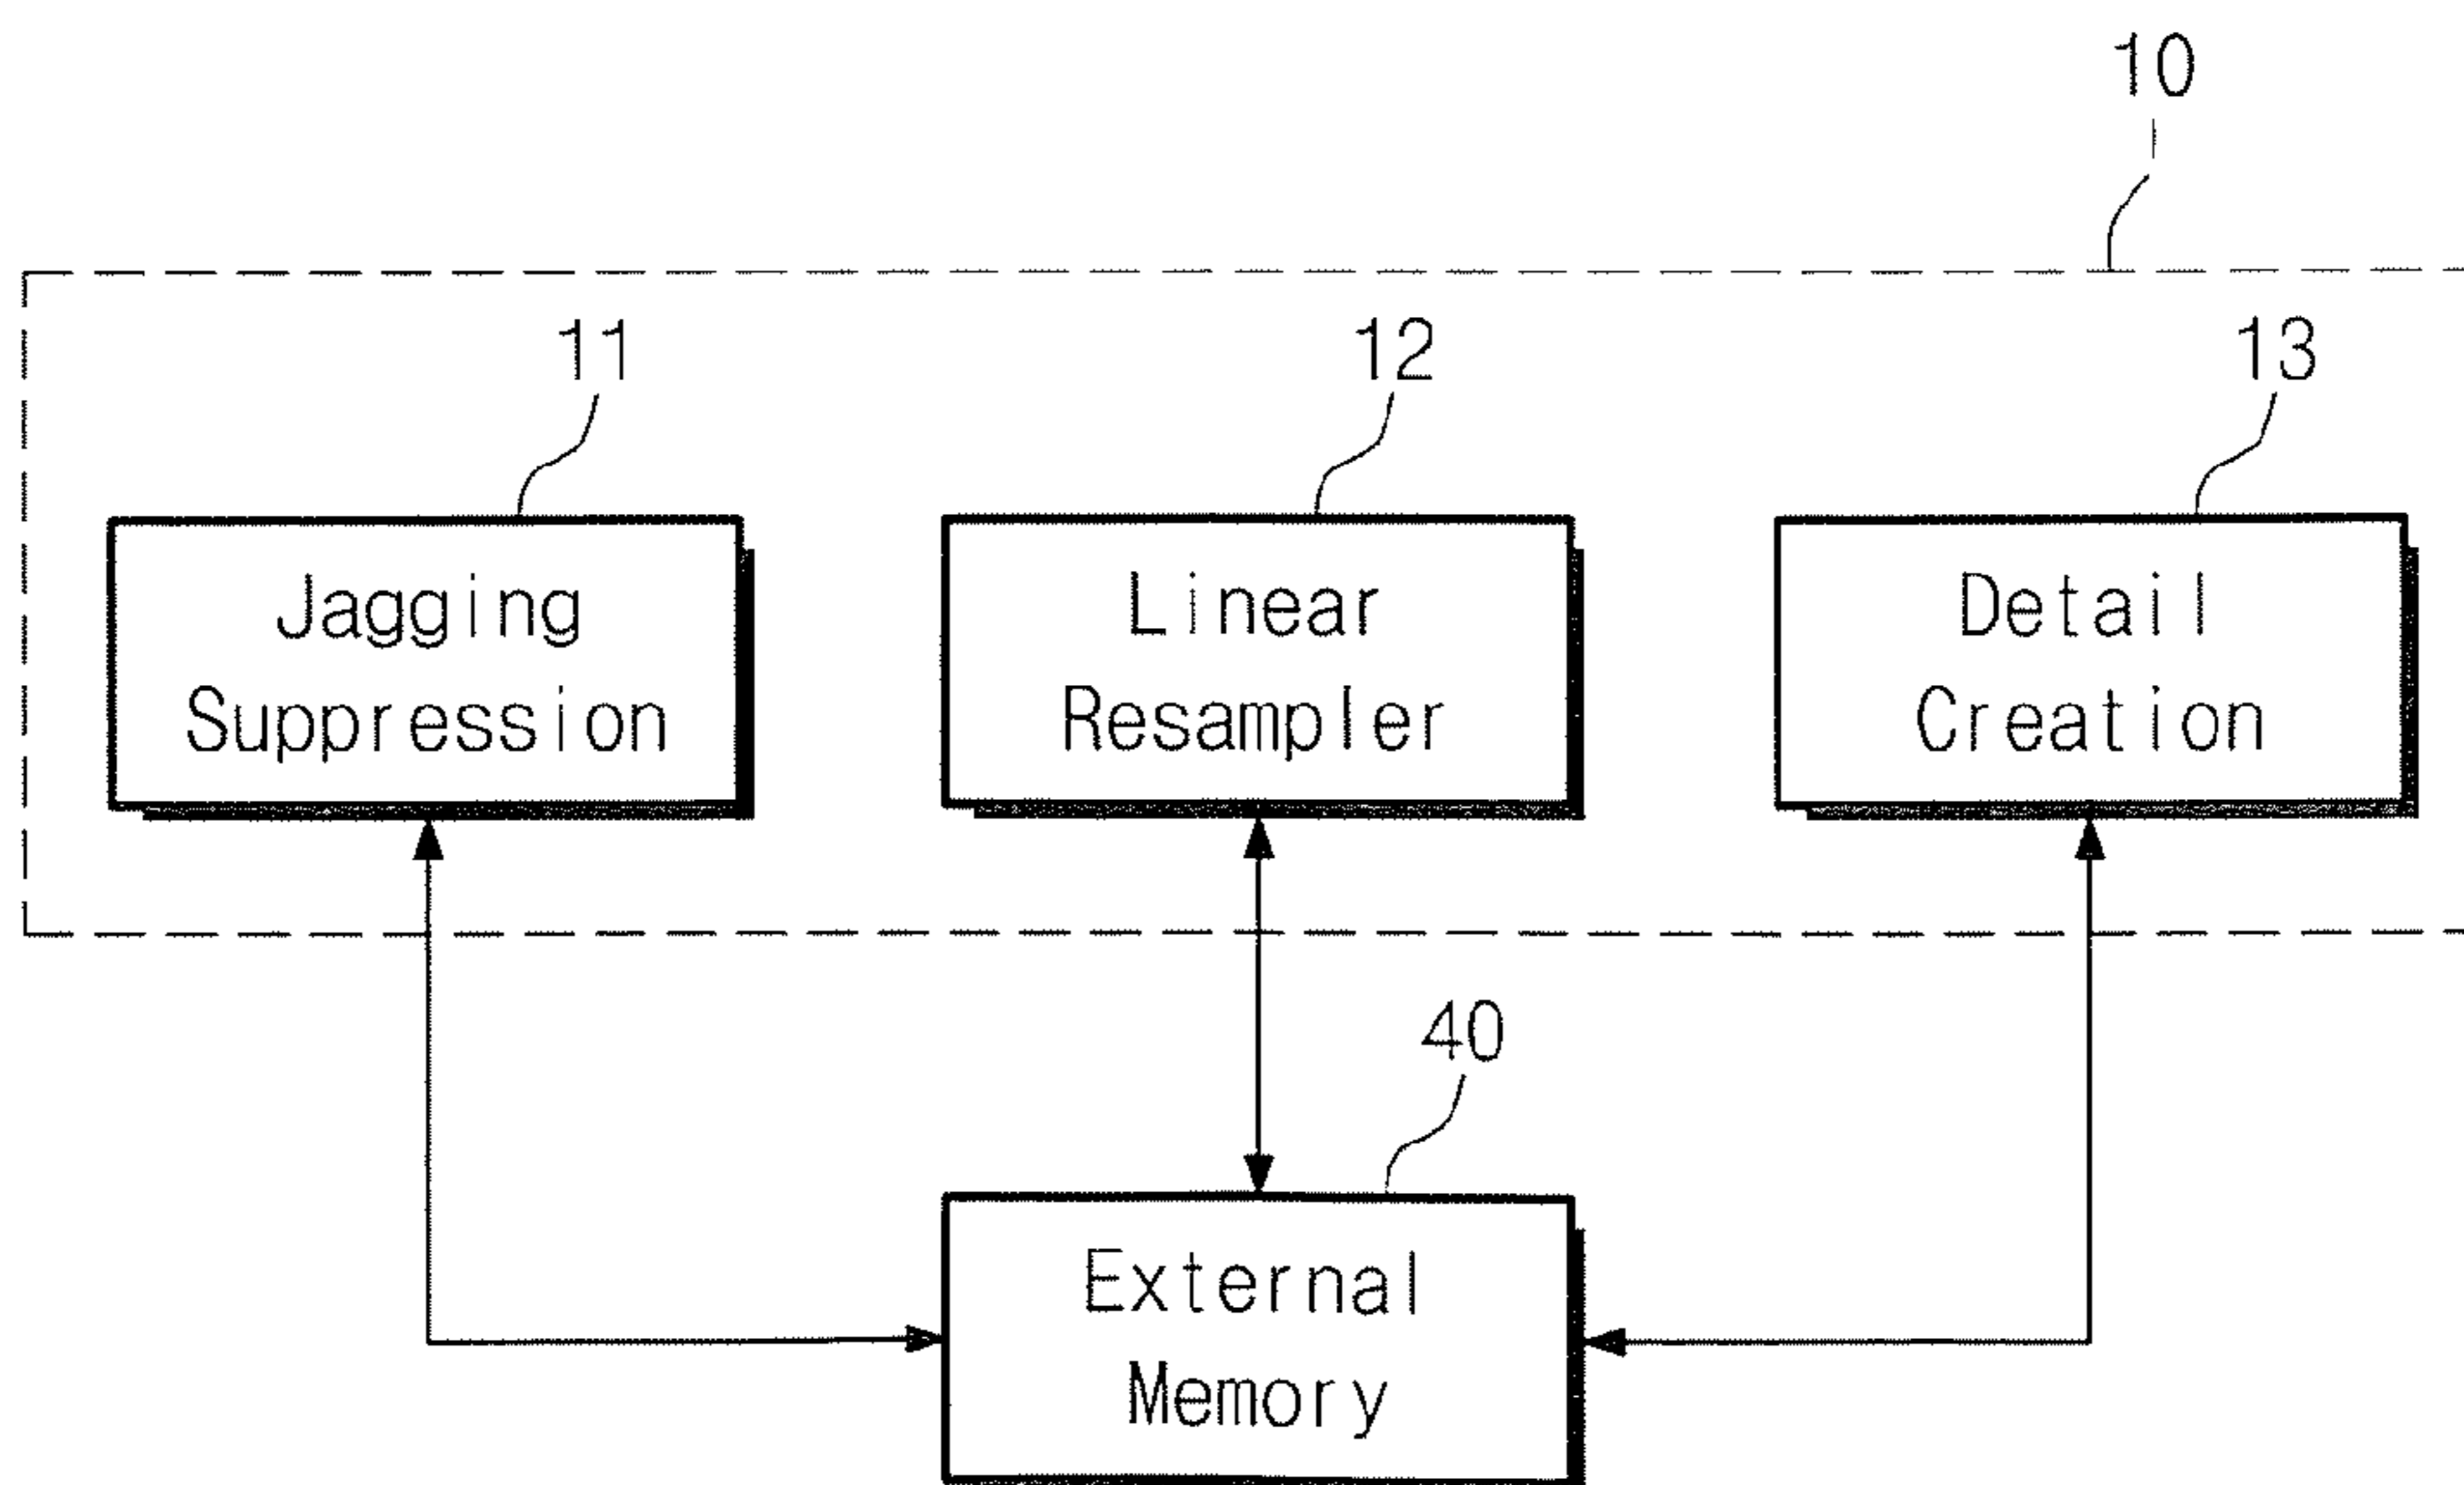 10
11
12
13
Jagging
Suppression
Linear
Resampler
Detail
Creation
40
External
Memory